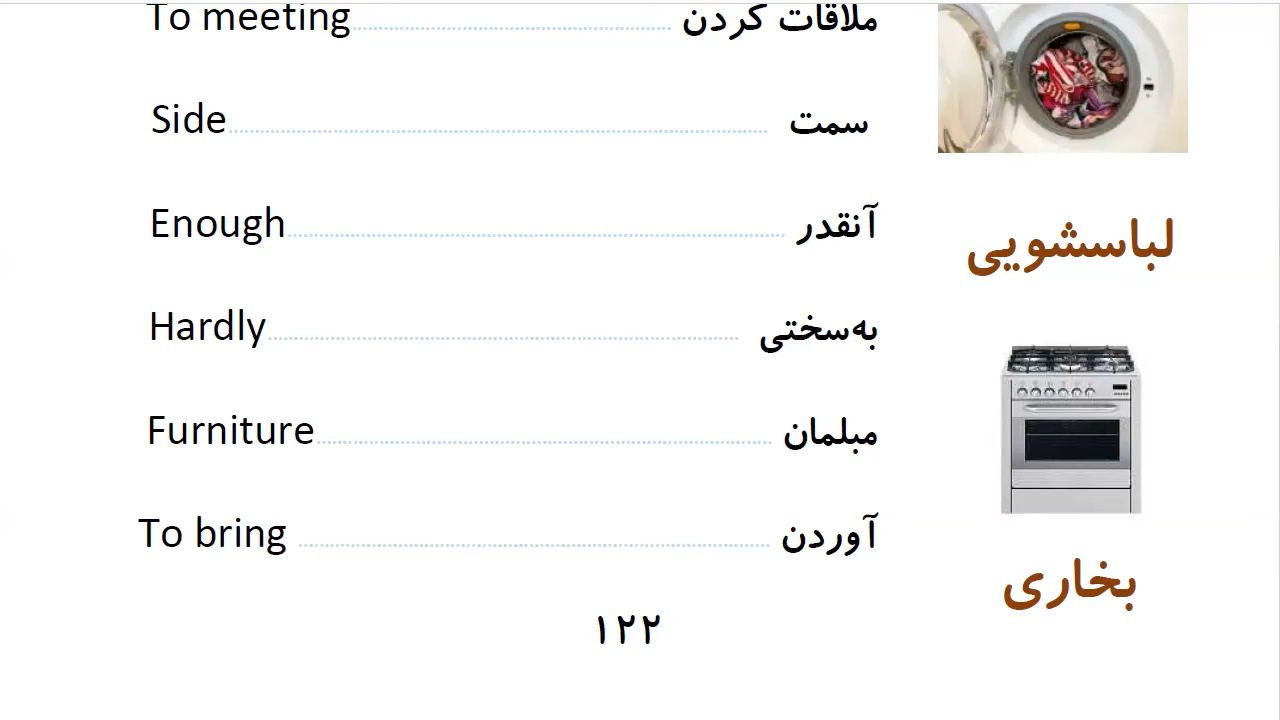 To meeting................ملاقات کردن
Side................سمت
Enough................آنقدر
Hardly................به‌سختی
Furniture................مبلمان
To bring ................آوردن
۱۲۲
لباسشویی
بخاری